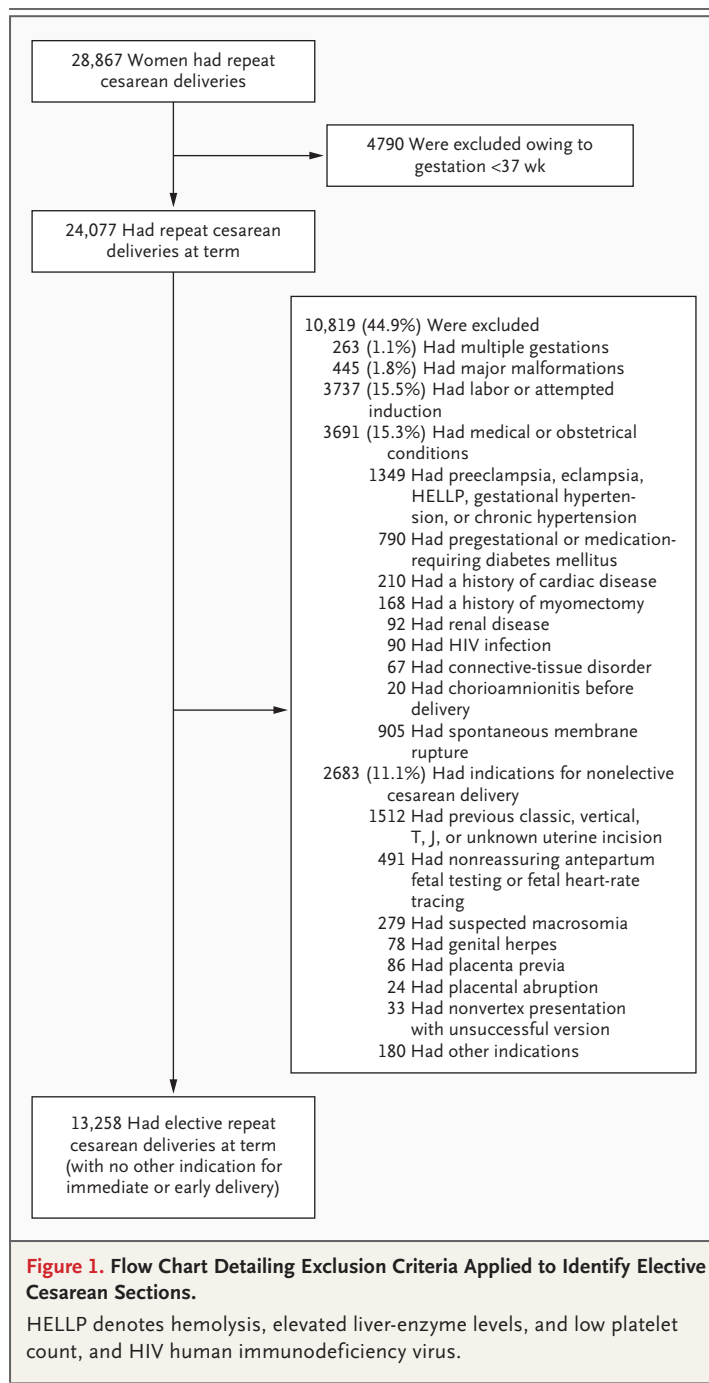 28,867 Women had repeat
cesarean deliveries
4790 Were excluded owing to
gestation <37 wk
24,077 Had repeat cesarean
deliveries at term
10,819 (44.9%) Were excluded
263 (1.1%) Had multiple gestations
445 (1.8%) Had major malformations
3737 (15.5%) Had labor or attempted
induction
3691 (15.3%) Had medical or obstetrical
conditions
1349 Had preeclampsia, eclampsia,
HELLP, gestational hyperten-
sion, or chronic hypertension
790 Had pregestational or medication-
requiring diabetes mellitus
210 Had a history of cardiac disease
168 Had a history of myomectomy
92 Had renal disease
90 Had HIV infection
67 Had connective-tissue disorder
20 Had chorioamnionitis before
delivery
905 Had spontaneous membrane
rupture
2683 (11.1%) Had indications for nonelective
cesarean delivery
1512 Had previous classic, vertical,
T, J, or unknown uterine incision
491 Had nonreassuring antepartum
fetal testing or fetal heart-rate
tracing
279 Had suspected macrosomia
78 Had genital herpes
86 Had placenta previa
24 Had placental abruption
33 Had nonvertex presentation
with unsuccessful version
180 Had other indications
13,258 Had elective repeat
cesarean deliveries at term
(with no other indication for
immediate or early delivery)
Figure 1. Flow Chart Detailing Exclusion Criteria Applied to Identify Elective
Cesarean Sections.
HELLP denotes hemolysis, elevated liver-enzyme levels, and low platelet
count, and HIV human immunodeficiency virus.